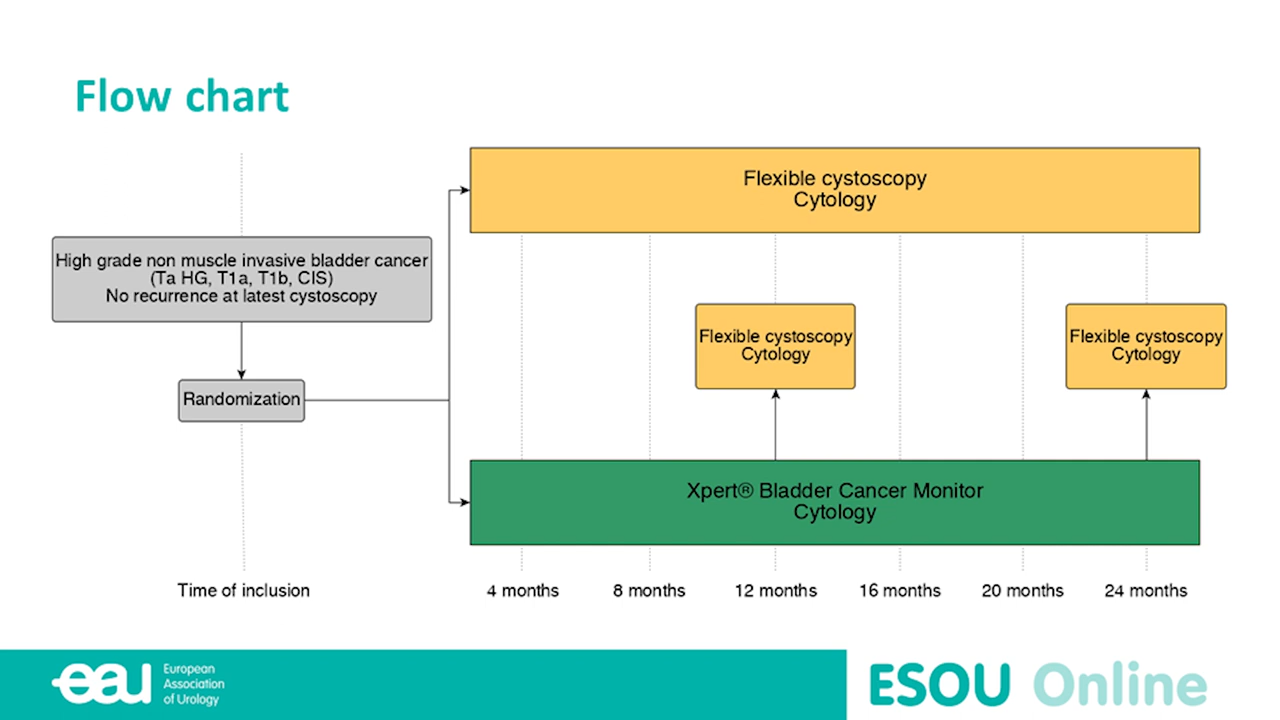 Flow chart
Flexible cystoscopy
Cytology
High grade non muscle invasive bladder cancer
(Ta HG, T1a, T1b, CIS)
No recurrence at latest cystoscopy
Randomization
Flexible cystoscopy
Cytology
Flexible cystoscopy
Cytology
Xpert® Bladder Cancer Monitor
Cytology
Time of inclusion
4 months
8 months
12 months
16 months
20 months
24 months
eau
European
Association
of Urology
ESOU Online